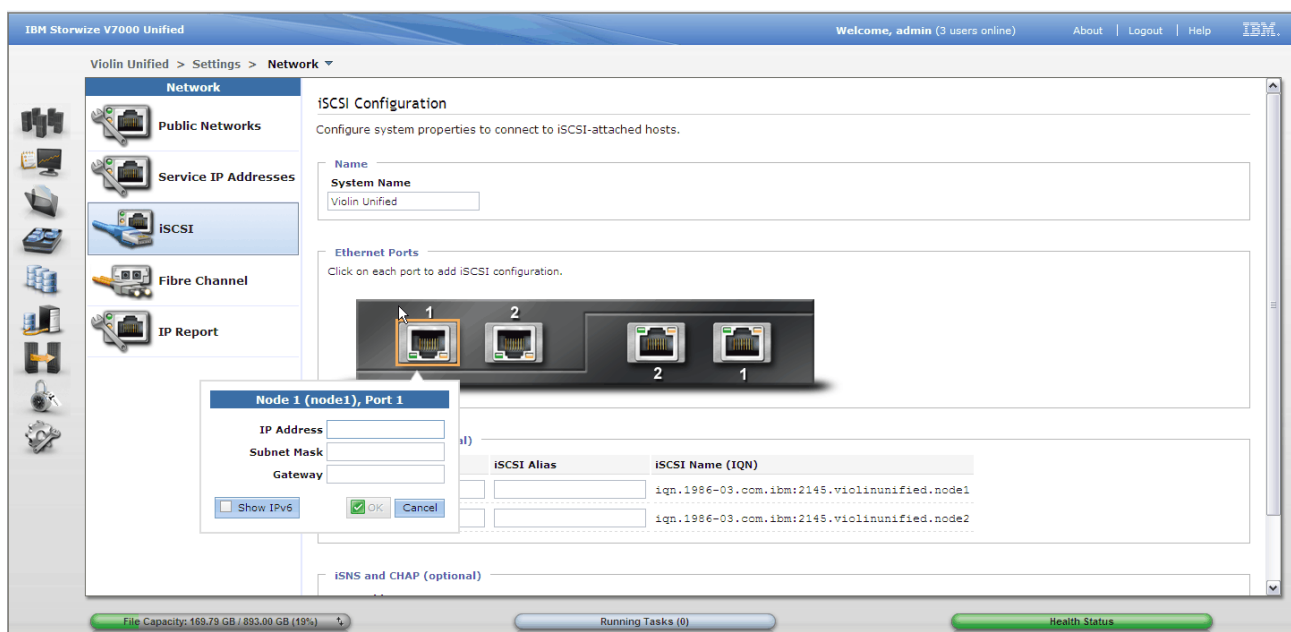 IBM Storwize V7000 Unified
Welcome, admin (3 users online)
About | Logout | Help
IBM.
Violin Unified > Settings > Network
Network
Public Networks
Service IP Addresses
iSCSI
Fibre Channel
IP Report
iSCSI Configuration
Configure system properties to connect to iSCSI-attached hosts.
Name
System Name
Violin Unified
Ethernet Ports
Click on each port to add iSCSI configuration.
1 2
2 1
Node 1 (node1), Port 1
IP Address
Subnet Mask
Gateway
Show IPv6 OK Cancel
al)
iSCSI Alias iSCSI Name (IQN)
iqn.1986-03.com.ibm:2145.violinunified.node1
iqn.1986-03.com.ibm:2145.violinunified.node2
iSNS and CHAP (optional)
File Capacity: 169.79 GB / 893.00 GB (19%)
Running Tasks (0)
Health Status